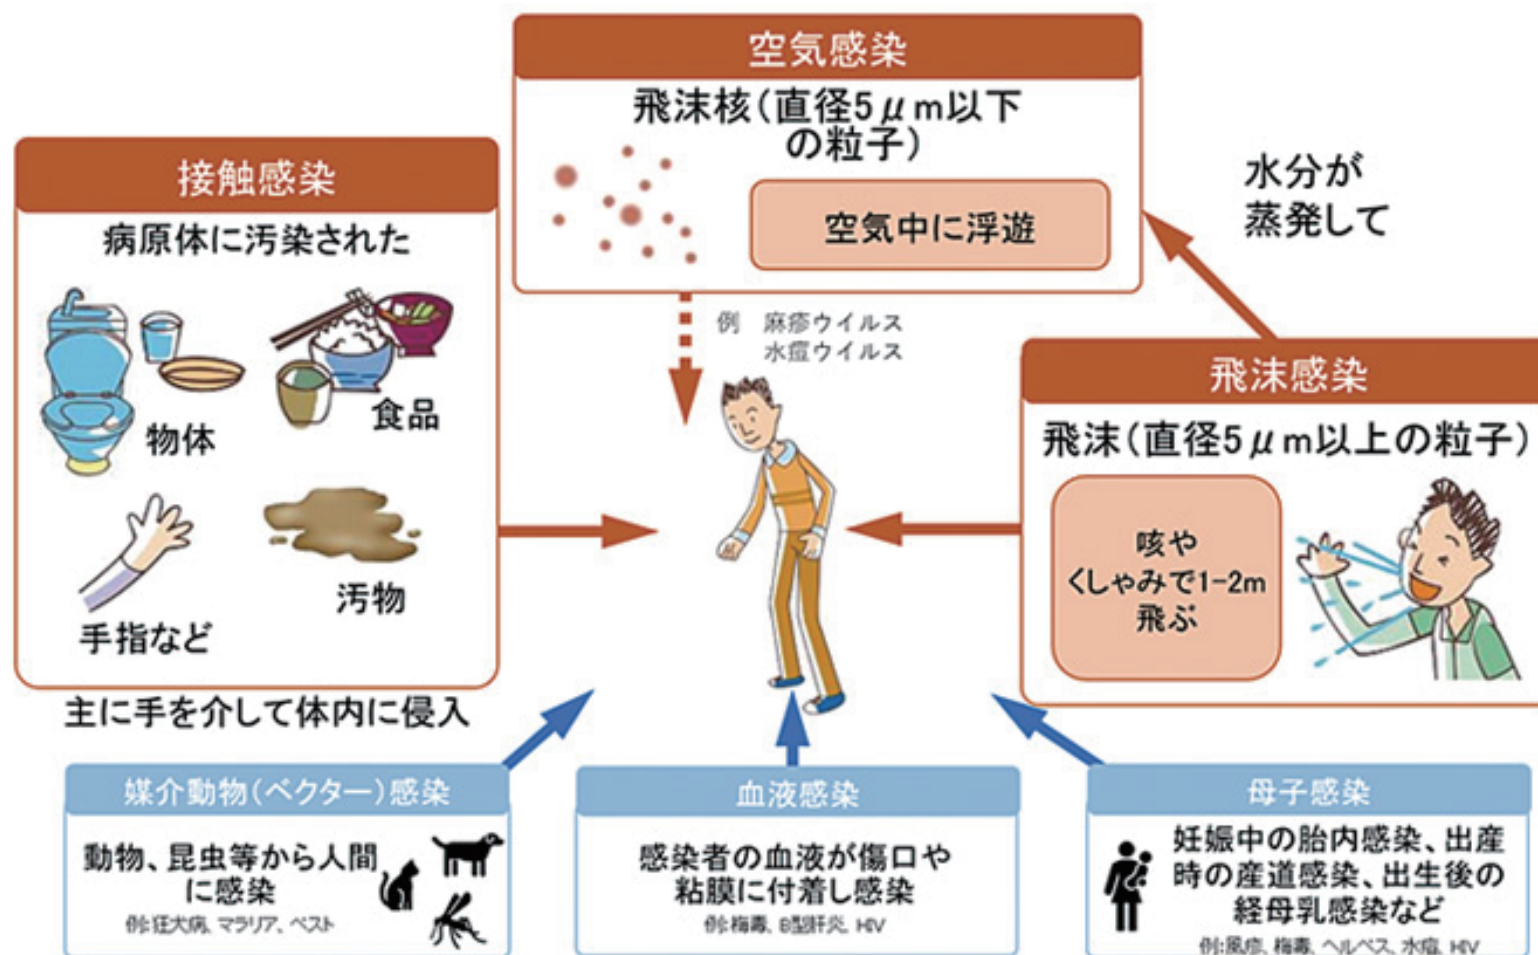 空気感染
飛沫核(直径5μm以下
の粒子)
空気中に浮遊
例 麻疹ウイルス
水痘ウイルス
水分が
蒸発して
接触感染
病原体に汚染された
物体
食品
手指など
汚物
主に手を介して体内に侵入
飛沫感染
飛沫(直径5μm以上の粒子)
咳や
くしゃみで1-2m
飛ぶ
媒介動物(ベクター)感染
動物、昆虫等から人間
に感染
例:狂犬病、マラリア、ペスト
血液感染
感染者の血液が傷口や
粘膜に付着し感染
例:梅毒、B型肝炎、HIV
母子感染
妊娠中の胎内感染、出産
時の産道感染、出生後の
経母乳感染など
例:風疹、梅毒、ヘルペス、水痘、HIV